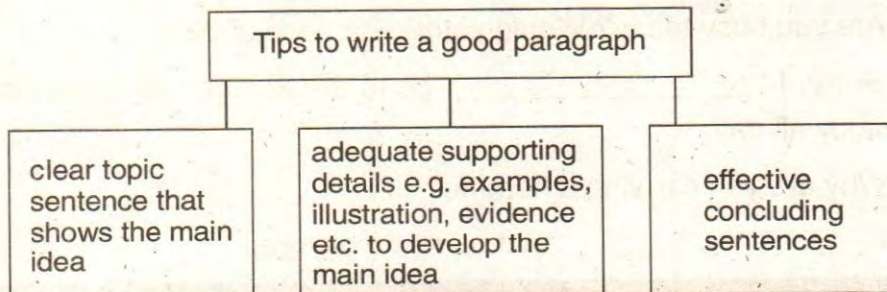 Tips to write a good paragraph
clear topic
sentence that
shows the main
idea
adequate supporting
details e.g. examples,
illustration, evidence
etc. to develop the
main idea
effective
concluding
sentences